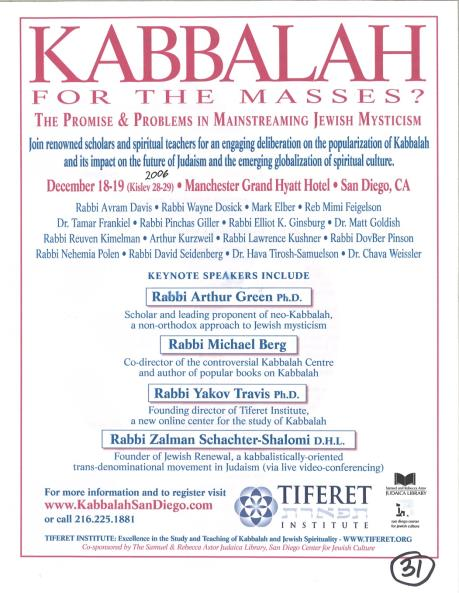 KABBALAH
FOR THE MASSES?
THE PROMISE & PROBLEMS IN MAINSTREAMING JEWISH MYSTICISM
Join renowned scholars and spiritual teachers for an engaging deliberation on the popularization of Kabbalah
and its impact on the future of Judaism and the emerging globalization of spiritual culture.
2006
December 18-19 (Kislev 28-29) • Manchester Grand Hyatt Hotel • San Diego, CA
Rabbi Avram Davis • Rabbi Wayne Dosick • Mark Elber • Reb Mimi Feigelson
Dr. Tamar Frankiel • Rabbi Pinchas Giller • Rabbi Elliot K. Ginsburg • Dr. Matt Goldish
Rabbi Reuven Kimelman • Arthur Kurzweil • Rabbi Lawrence Kushner • Rabbi DovBer Pinson
Rabbi Nehemia Polen • Rabbi David Seidenberg • Dr. Hava Tirosh-Samuelson • Dr. Chava Weissler
KEYNOTE SPEAKERS INCLUDE
Rabbi Arthur Green Ph.D.
Scholar and leading proponent of neo-Kabbalah,
a non-orthodox approach to Jewish mysticism
Rabbi Michael Berg
Co-director of the controversial Kabbalah Centre
and author of popular books on Kabbalah
Rabbi Yakov Travis Ph.D.
Founding director of Tiferet Institute,
a new online center for the study of Kabbalah
Rabbi Zalman Schachter-Shalomi D.H.L.
Founder of Jewish Renewal, a kabbalistically-oriented
trans-denominational movement in Judaism (via live video-conferencing)
For more information and to register visit
www.KabbalahSanDiego.com
or call 216.225.1881
TIFERET
תפארת
INSTITUTE
Samuel and Rebecca Astor
JUDAICA LIBRARY
san diego center
for jewish culture
TIFERET INSTITUTE: Excellence in the Study and Teaching of Kabbalah and Jewish Spirituality - WWW.TIFERET.ORG
Co-sponsored by The Samuel & Rebecca Astor Judaica Library, San Diego Center for Jewish Culture
31